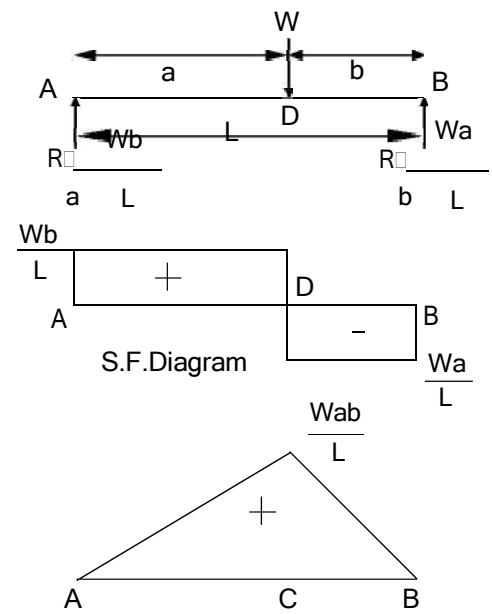 W
a b
A B
D
L
Wb Wa
R R
a L b L
Wb
L
+
D
A B
-
S.F.Diagram
Wa
L
Wab
L
+
A C B